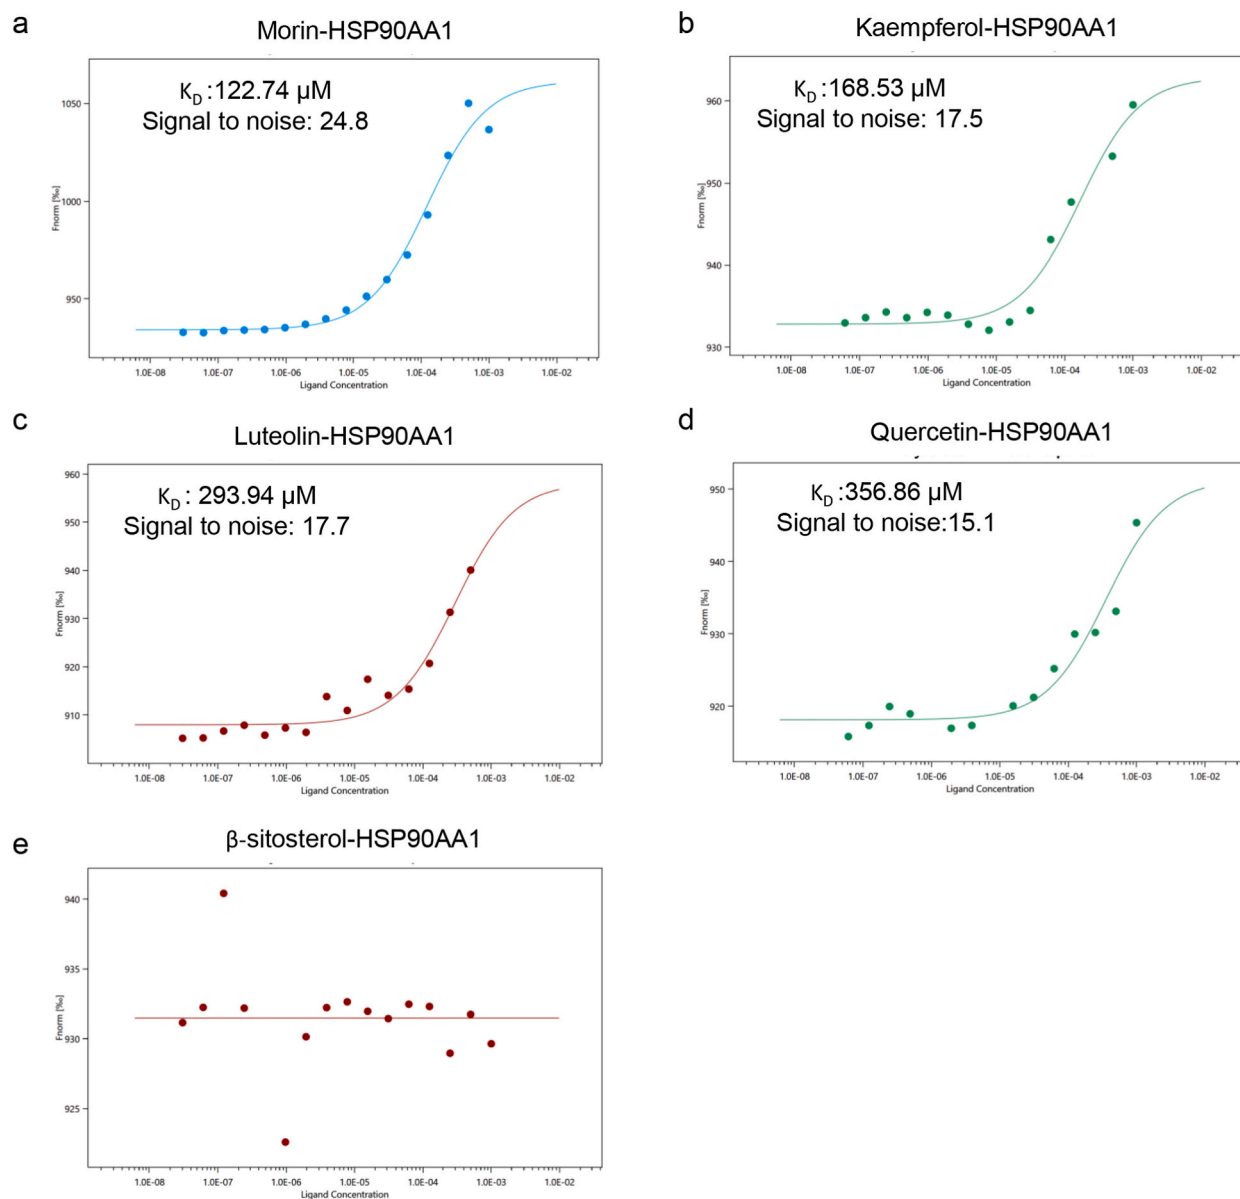 a
Morin-HSP90AA1
KD :122.74 μM
Signal to noise: 24.8
1050
1000
950
Fnorm [‰]
1.0E-08 1.0E-07 1.0E-06 1.0E-05 1.0E-04 1.0E-03 1.0E-02
Ligand Concentration
b
Kaempferol-HSP90AA1
KD :168.53 μM
Signal to noise: 17.5
960
950
940
930
Fnorm [‰]
1.0E-08 1.0E-07 1.0E-06 1.0E-05 1.0E-04 1.0E-03 1.0E-02
Ligand Concentration
c
Luteolin-HSP90AA1
KD : 293.94 μM
Signal to noise: 17.7
960
950
940
930
920
910
Fnorm [‰]
1.0E-08 1.0E-07 1.0E-06 1.0E-05 1.0E-04 1.0E-03 1.0E-02
Ligand Concentration
d
Quercetin-HSP90AA1
KD :356.86 μM
Signal to noise:15.1
950
940
930
920
Fnorm [‰]
1.0E-08 1.0E-07 1.0E-06 1.0E-05 1.0E-04 1.0E-03 1.0E-02
Ligand Concentration
e
β-sitosterol-HSP90AA1
940
935
930
925
Fnorm [‰]
1.0E-08 1.0E-07 1.0E-06 1.0E-05 1.0E-04 1.0E-03 1.0E-02
Ligand Concentration